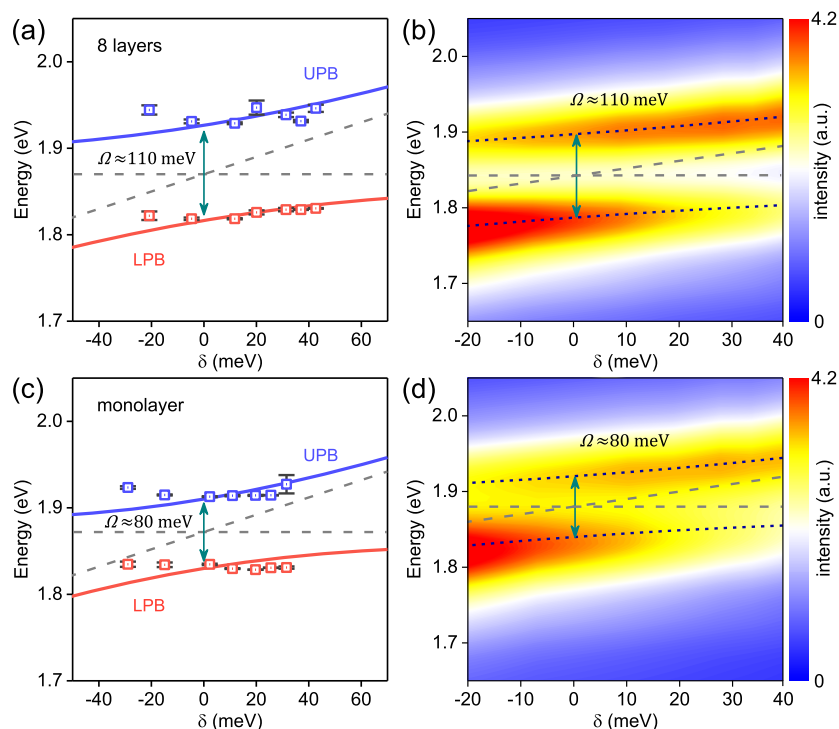 (a)
8 layers
UPB
Ω≈110 meV
LPB
Energy (eV)
2.0
1.9
1.8
1.7
-40 -20 0 20 40 60
δ (meV)
(b)
Ω≈110 meV
Energy (eV)
2.0
1.9
1.8
1.7
-20 -10 0 10 20 30 40
δ (meV)
4.2
intensity (a.u.)
0
(c)
monolayer
UPB
Ω≈80 meV
LPB
Energy (eV)
2.0
1.9
1.8
1.7
-40 -20 0 20 40 60
δ (meV)
(d)
Ω≈80 meV
Energy (eV)
2.0
1.9
1.8
1.7
-20 -10 0 10 20 30 40
δ (meV)
4.2
intensity (a.u.)
0